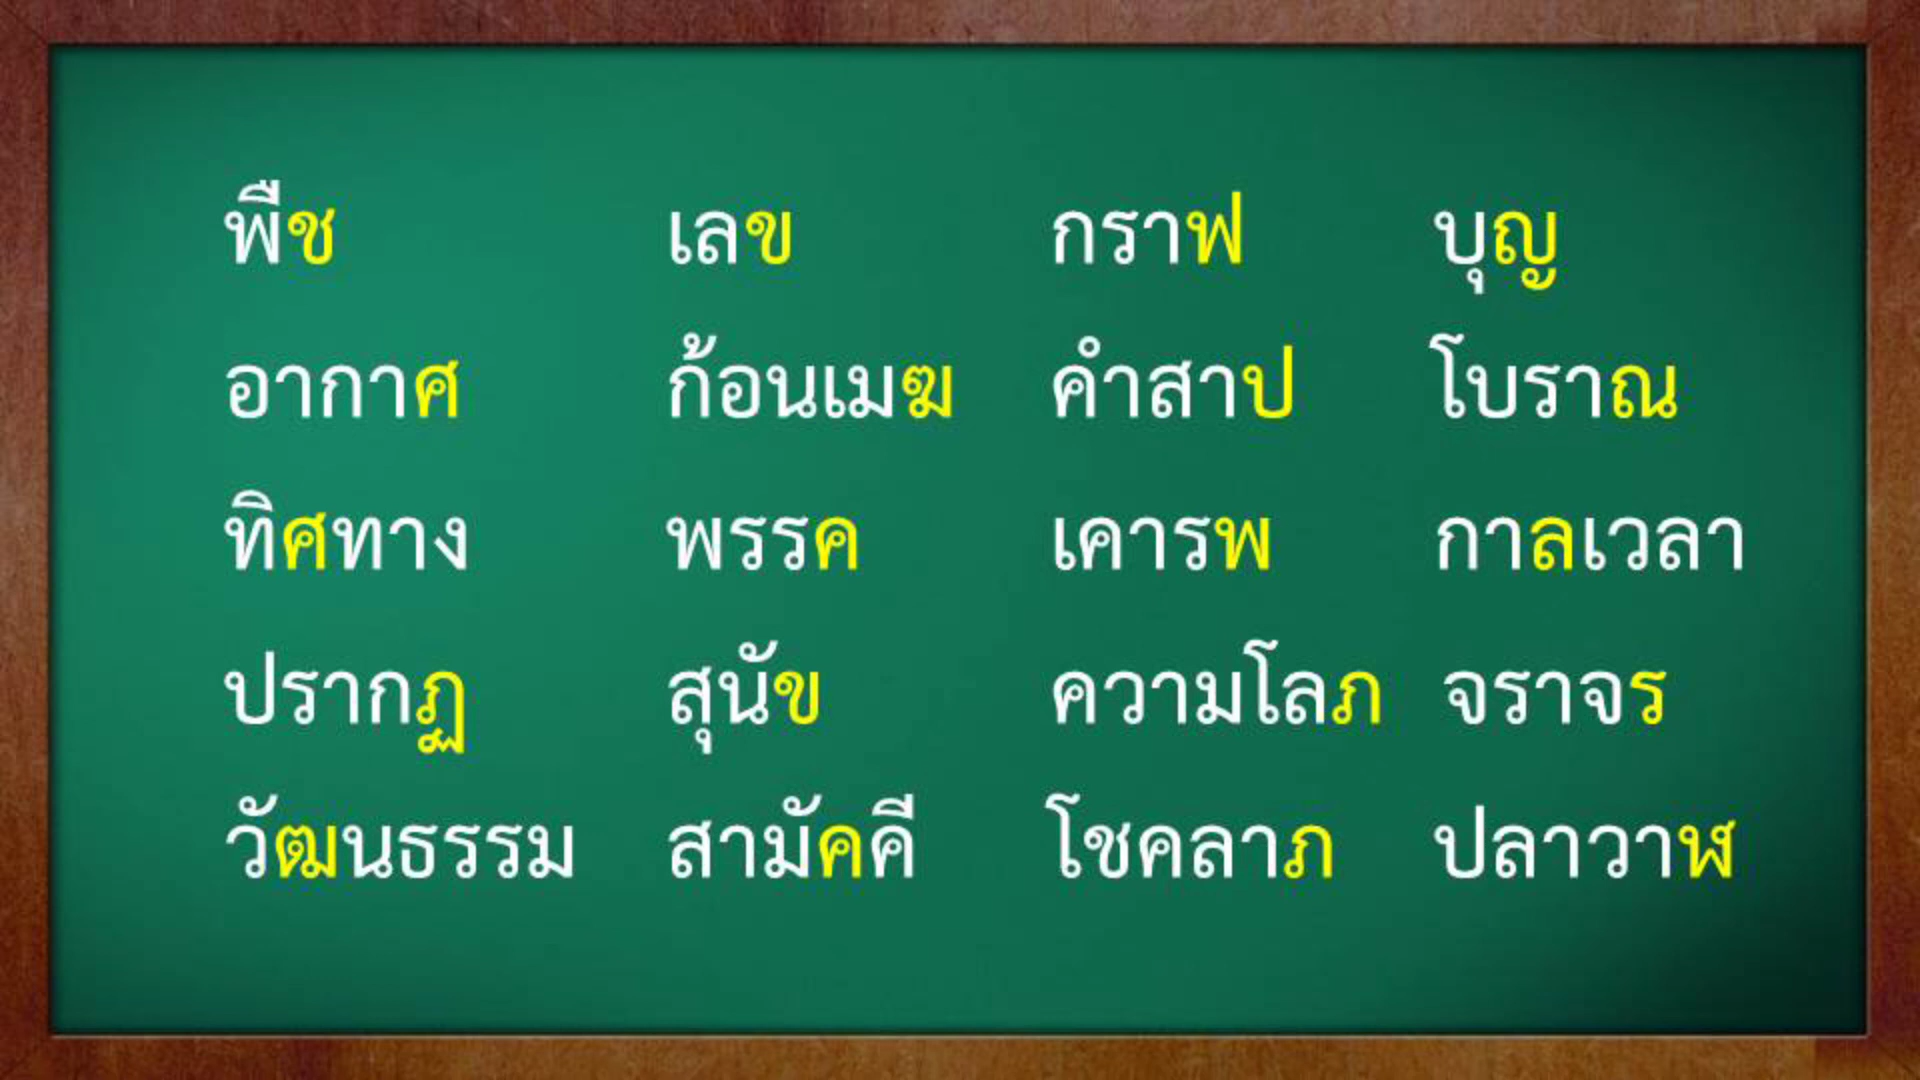 พืช เลข กราฟ บุญ
อากาศ ก้อนเมฆ คำสาป โบราณ
ทิศทาง พรรค เคารพ กาลเวลา
ปรากฏ สุนัข ความโลภ จราจร
วัฒนธรรม สามัคคี โชคลาภ ปลาวาฬ